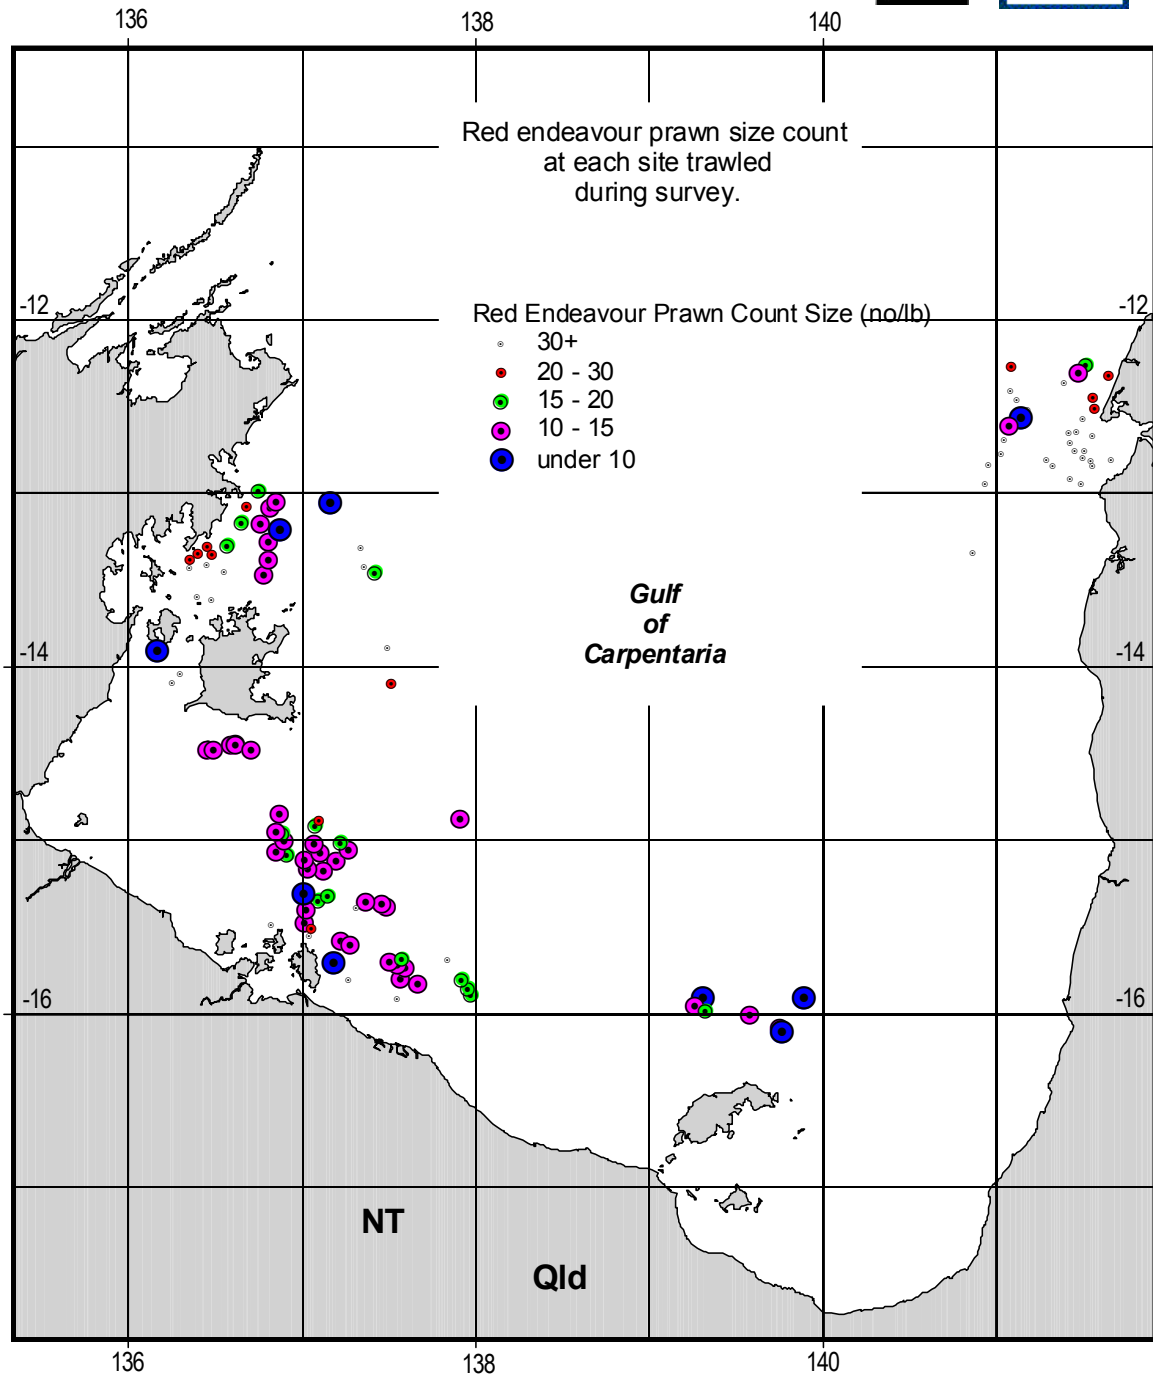 136 138 140
Red endeavour prawn size count
at each site trawled
during survey.
-12 -12
Red Endeavour Prawn Count Size (no/lb)
30+
20 - 30
15 - 20
10 - 15
under 10
Gulf
of
Carpentaria
-14 -14
-16 -16
NT
Qld
136 138 140